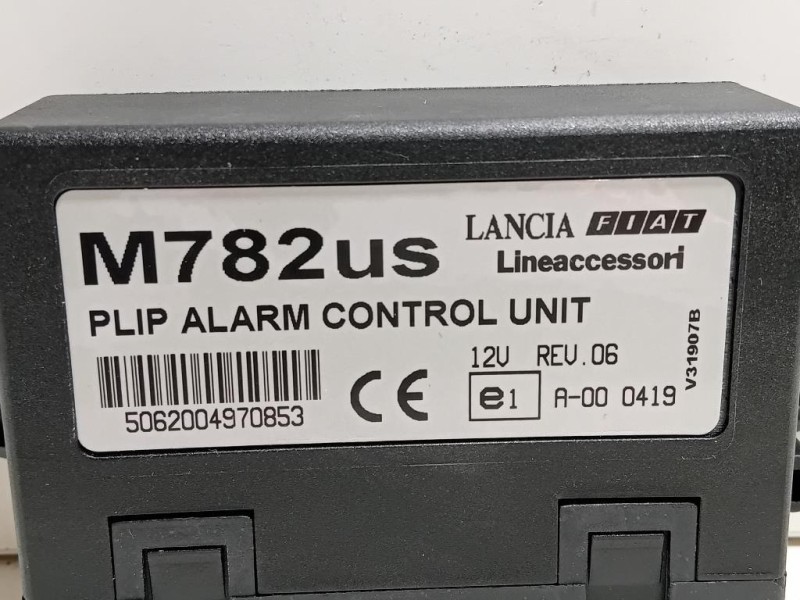 M782us
LANCIA FIAT
Lineaccessori
PLIP ALARM CONTROL UNIT
12V REV.06
5062004970853
CE
e1 A-00 0419
V31907B